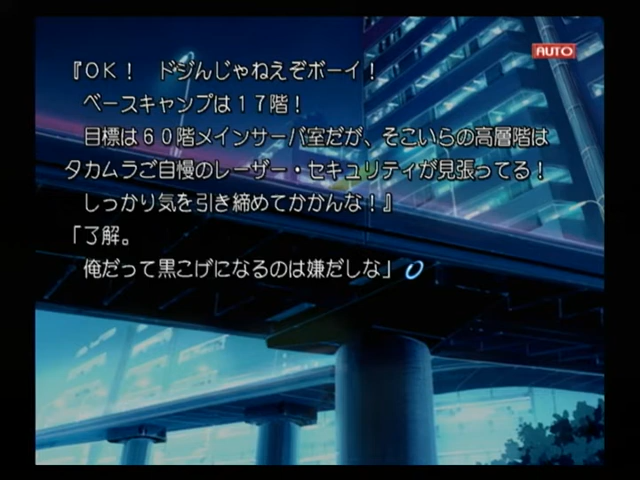 AUTO
『OK！　ドジんじゃねえぞボーイ！
ベースキャンプは１７階！
目標は６０階メインサーバ室だが、そこいらの高層階は
タカムラご自慢のレーザー・セキュリティが見張ってる！
しっかり気を引き締めてかかんな！』
「了解。
俺だって黒こげになるのは嫌だしな」